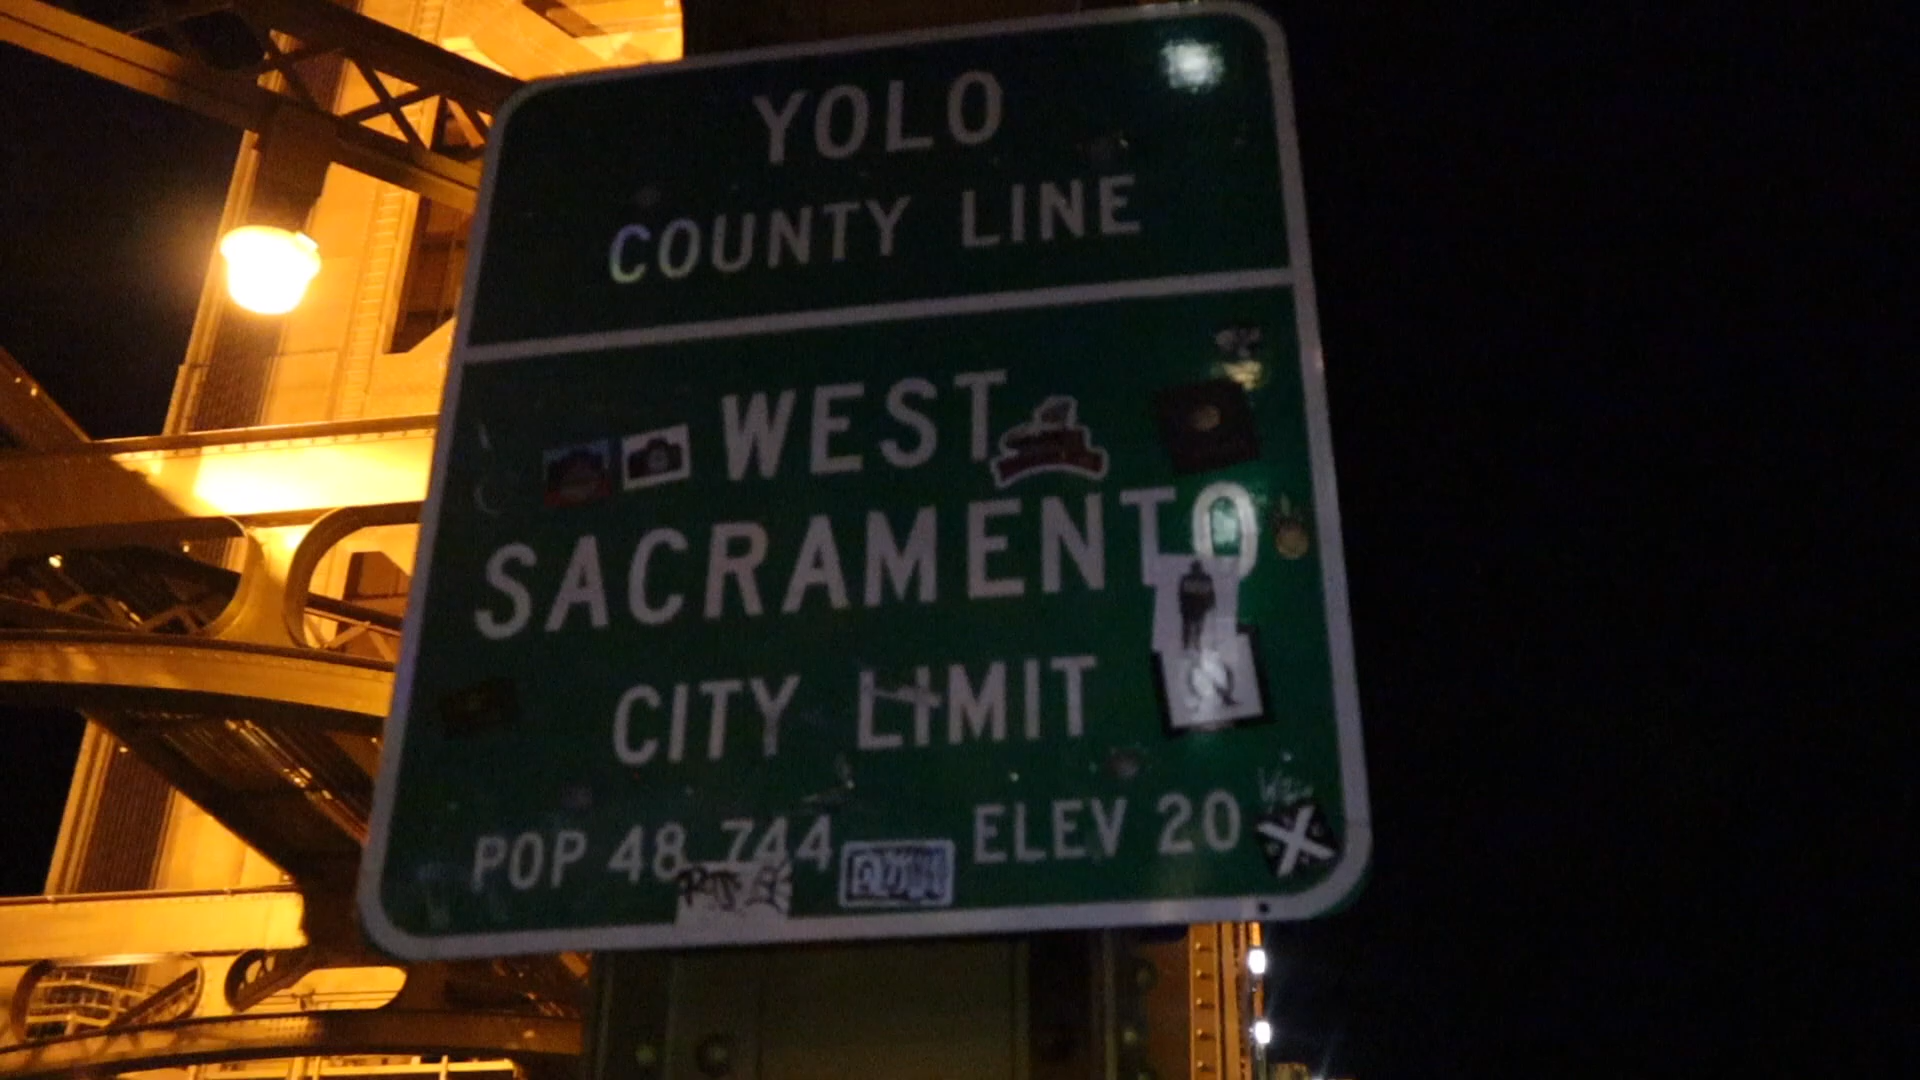 YOLO
COUNTY LINE
WEST
SACRAMENTO
CITY LIMIT
POP 48,744 ELEV 20